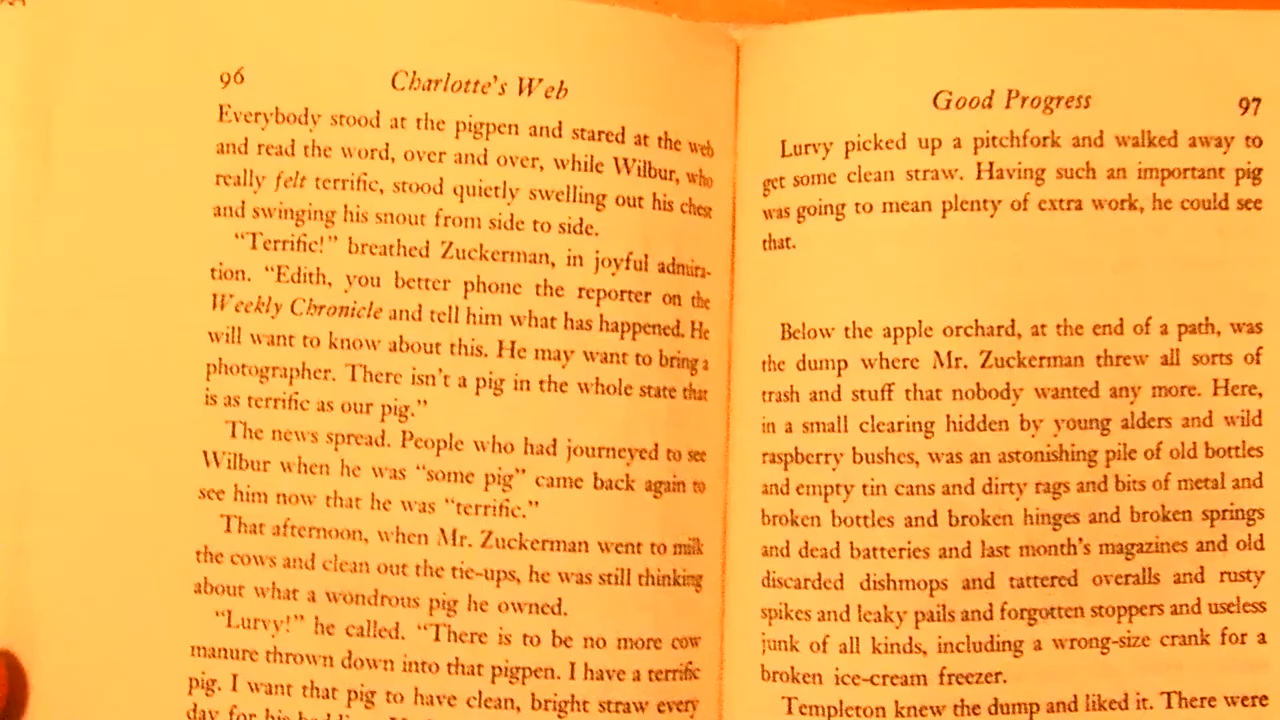 96 Charlotte's Web
Everybody stood at the pigpen and stared at the web
and read the word, over and over, while Wilbur, who
really felt terrific, stood quietly swelling out his chest
and swinging his snout from side to side.
"Terrific!" breathed Zuckerman, in joyful admira-
tion. "Edith, you better phone the reporter on the
Weekly Chronicle and tell him what has happened. He
will want to know about this. He may want to bring a
photographer. There isn't a pig in the whole state that
is as terrific as our pig."
The news spread. People who had journeyed to see
Wilbur when he was "some pig" came back again to
see him now that he was "terrific."
That afternoon, when Mr. Zuckerman went to milk
the cows and clean out the tie-ups, he was still thinking
about what a wondrous pig he owned.
"Lurvy!" he called. "There is to be no more cow
manure thrown down into that pigpen. I have a terrific
pig. I want that pig to have clean, bright straw every
day for his
Good Progress 97
Lurvy picked up a pitchfork and walked away to
get some clean straw. Having such an important pig
was going to mean plenty of extra work, he could see
that.
Below the apple orchard, at the end of a path, was
the dump where Mr. Zuckerman threw all sorts of
trash and stuff that nobody wanted any more. Here,
in a small clearing hidden by young alders and wild
raspberry bushes, was an astonishing pile of old bottles
and empty tin cans and dirty rags and bits of metal and
broken bottles and broken hinges and broken springs
and dead batteries and last month's magazines and old
discarded dishmops and tattered overalls and rusty
spikes and leaky pails and forgotten stoppers and useless
junk of all kinds, including a wrong-size crank for a
broken ice-cream freezer.
Templeton knew the dump and liked it. There were